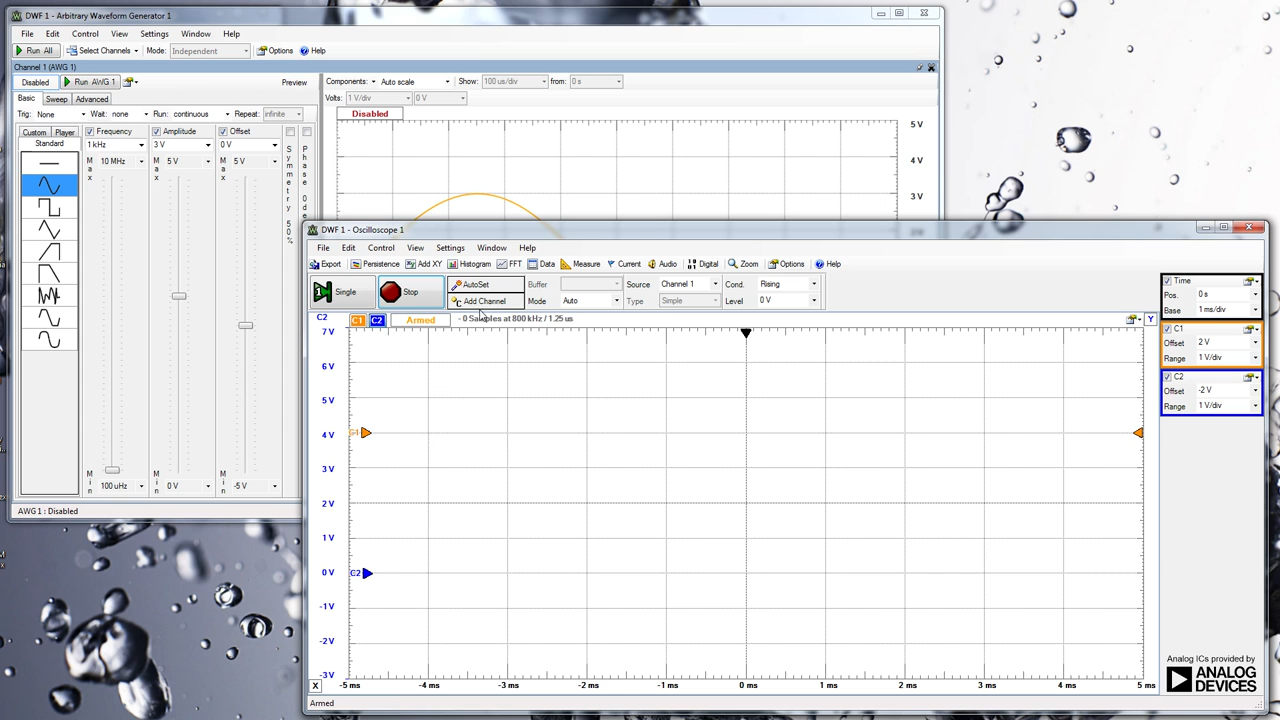 DWF 1 - Arbitrary Waveform Generator 1
File Edit Control View Settings Window Help
Run All Select Channels Mode: Independent Options Help
Channel 1 (AWG 1)
Disabled Run AWG 1 Preview
Basic Sweep Advanced
Trig: None Wait: none Run: continuous Repeat: infinite
Custom Player
Standard
Frequency Amplitude Offset
1 kHz 3 V 0 V
Max 10 MHz 5 V 5 V
Min 100 uHz Min 0 V Min -5 V
Symmetry 50 %
AWG 1 : Disabled
Components: Auto scale Show: 100 us/div from: 0 s
Volts: 1 V/div 0 V
Disabled
5 V
4 V
3 V
DWF 1 - Oscilloscope 1
File Edit Control View Settings Window Help
Export Persistence Add XY Histogram FFT Data Measure Current Audio Digital Zoom Options Help
Single Stop AutoSet Buffer Source Channel 1 Cond. Rising
Add Channel Mode Auto Type Simple Level 0 V
C2 C1 C2 Armed - 0 Samples at 800 kHz / 1.25 us Y
7 V
6 V
5 V
4 V
3 V
2 V
1 V
0 V C2
-1 V
-2 V
-3 V
X -5 ms -4 ms -3 ms -2 ms -1 ms 0 ms 1 ms 2 ms 3 ms 4 ms 5 ms
Armed
Time
Pos. 0 s
Base 1 ms/div
C1
Offset 2 V
Range 1 V/div
C2
Offset -2 V
Range 1 V/div
Analog ICs provided by
ANALOG
DEVICES